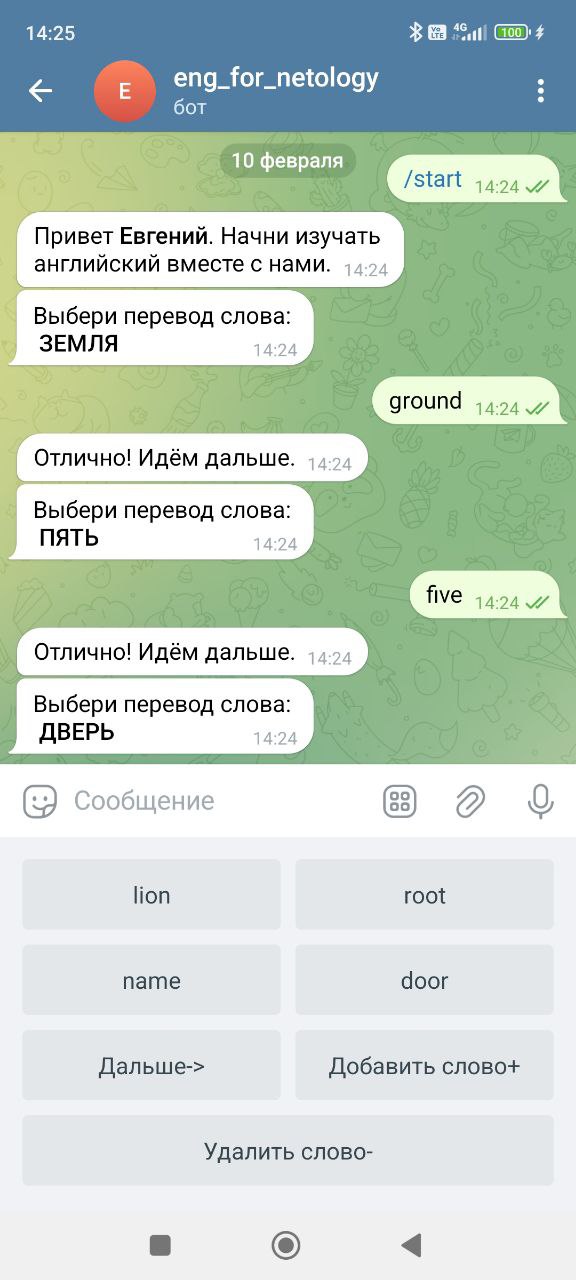 14:25
Vo LTE 4G 100
E
eng_for_netology
бот
10 февраля
/start 14:24
Привет Евгений. Начни изучать
английский вместе с нами. 14:24
Выбери перевод слова:
ЗЕМЛЯ 14:24
ground 14:24
Отлично! Идём дальше. 14:24
Выбери перевод слова:
ПЯТЬ 14:24
five 14:24
Отлично! Идём дальше. 14:24
Выбери перевод слова:
ДВЕРЬ 14:24
Сообщение
lion root
name door
Дальше-> Добавить слово+
Удалить слово-